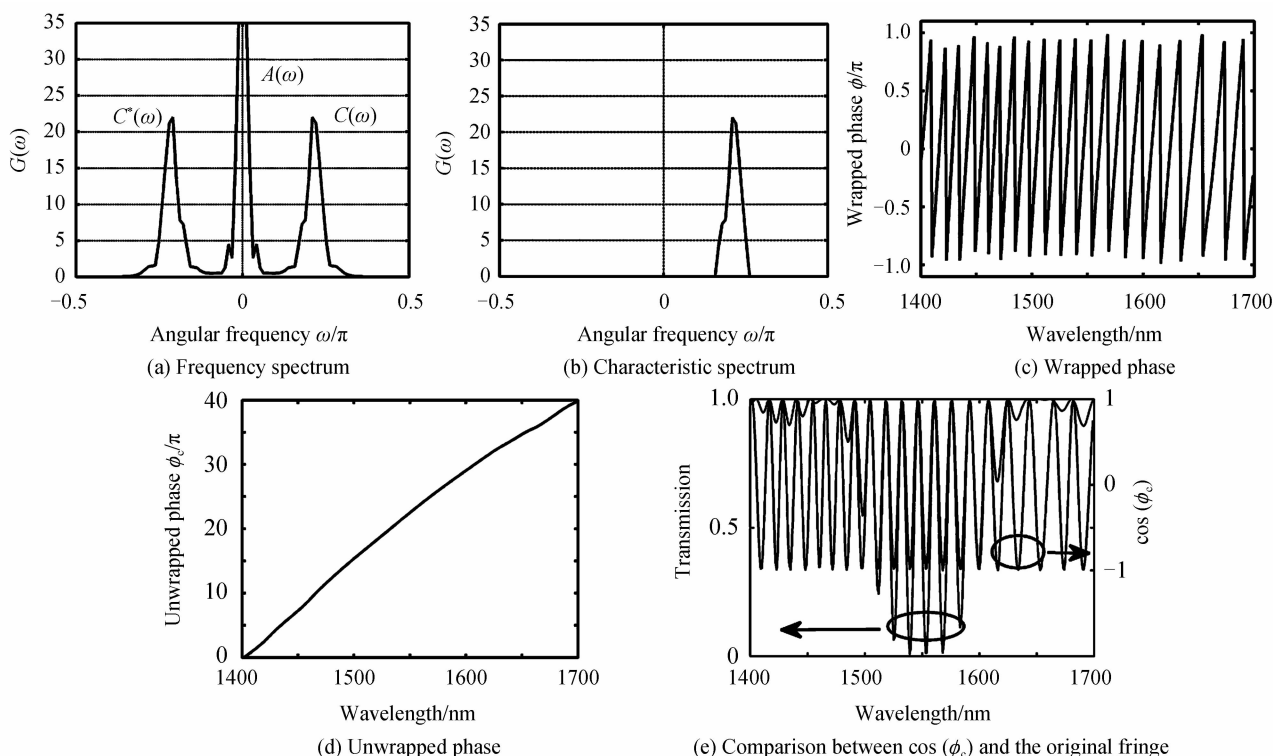 35
30
25
20
15
10
5
0
G(ω)
A(ω)
C*(ω)
C(ω)
−0.5
0
0.5
Angular frequency ω/π
(a) Frequency spectrum
35
30
25
20
15
10
5
0
G(ω)
−0.5
0
0.5
Angular frequency ω/π
(b) Characteristic spectrum
1.0
0.5
0
−0.5
−1.0
Wrapped phase ϕ/π
1400
1500
1600
1700
Wavelength/nm
(c) Wrapped phase
40
30
20
10
0
Unwrapped phase ϕc/π
1400
1500
1600
1700
Wavelength/nm
(d) Unwrapped phase
1.0
0.5
0
Transmission
1
0
−1
cos (ϕc)
1400
1500
1600
1700
Wavelength/nm
(e) Comparison between cos (ϕc) and the original fringe